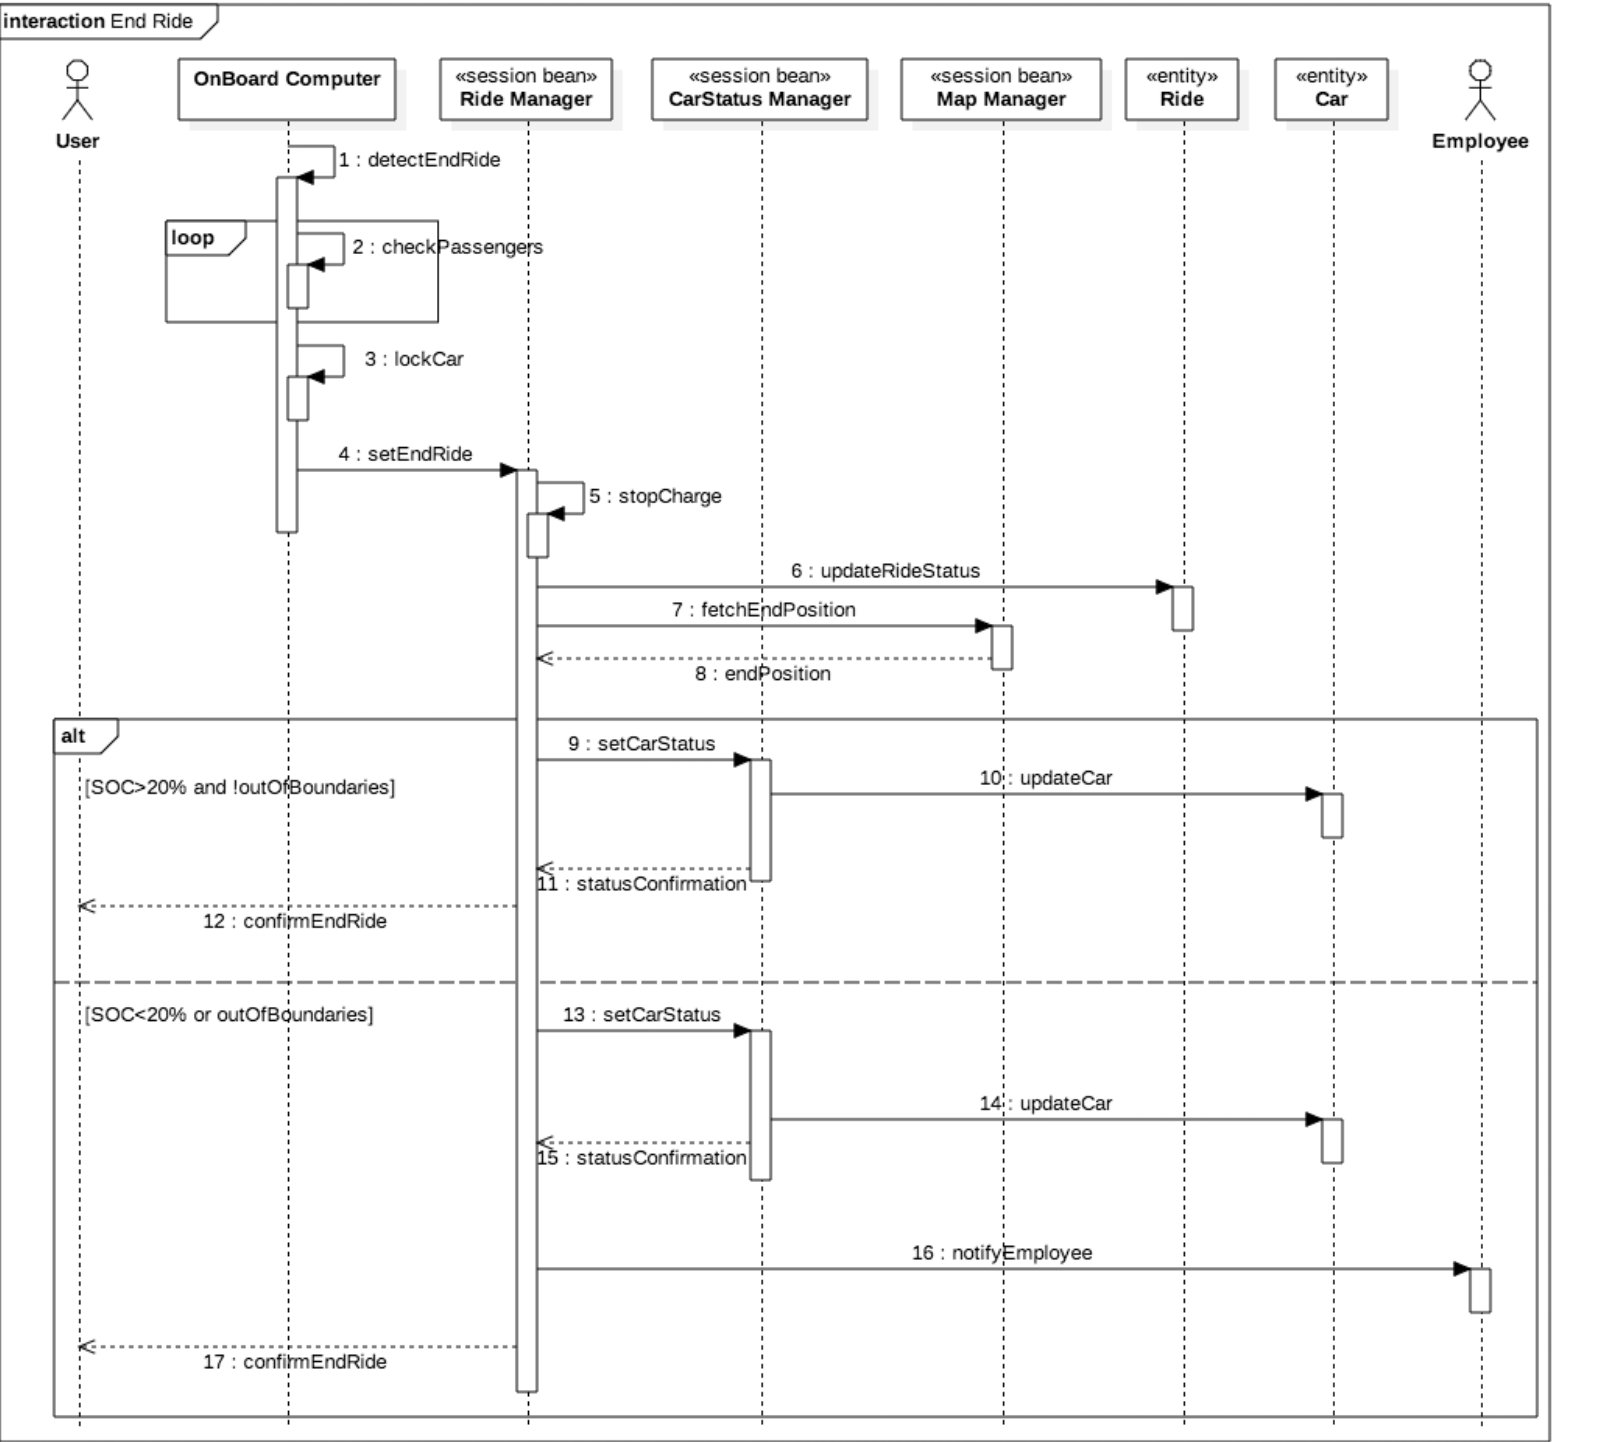 interaction End Ride
User
OnBoard Computer
«session bean»
Ride Manager
«session bean»
CarStatus Manager
«session bean»
Map Manager
«entity»
Ride
«entity»
Car
Employee
1 : detectEndRide
loop
2 : checkPassengers
3 : lockCar
4 : setEndRide
5 : stopCharge
6 : updateRideStatus
7 : fetchEndPosition
8 : endPosition
alt
9 : setCarStatus
10 : updateCar
[SOC>20% and !outOfBoundaries]
11 : statusConfirmation
12 : confirmEndRide
[SOC<20% or outOfBoundaries]
13 : setCarStatus
14 : updateCar
15 : statusConfirmation
16 : notifyEmployee
17 : confirmEndRide